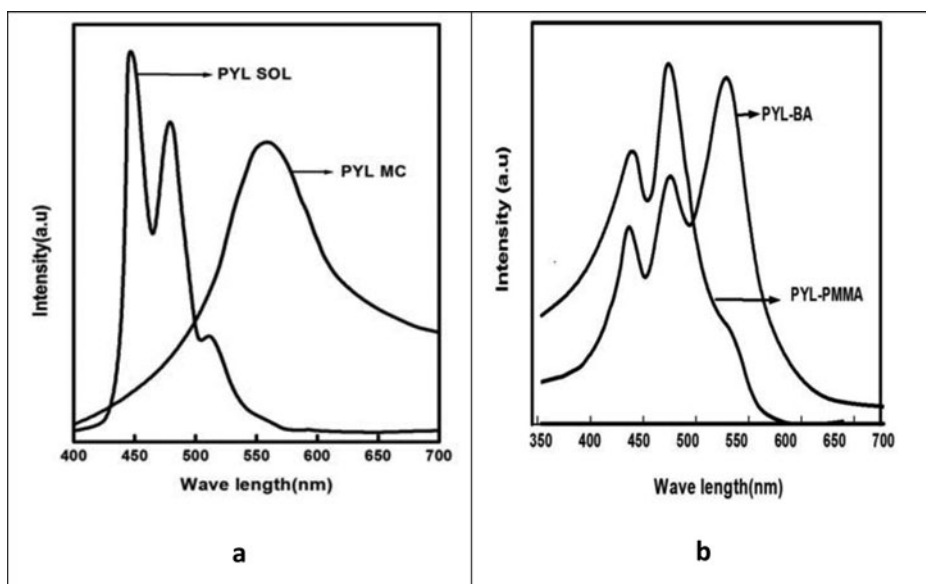 PYL SOL
PYL MC
Intensity(a.u)
400 450 500 550 600 650 700
Wave length(nm)
a
PYL-BA
PYL-PMMA
Intensity (a.u)
350 400 450 500 550 600 650 700
Wave length(nm)
b